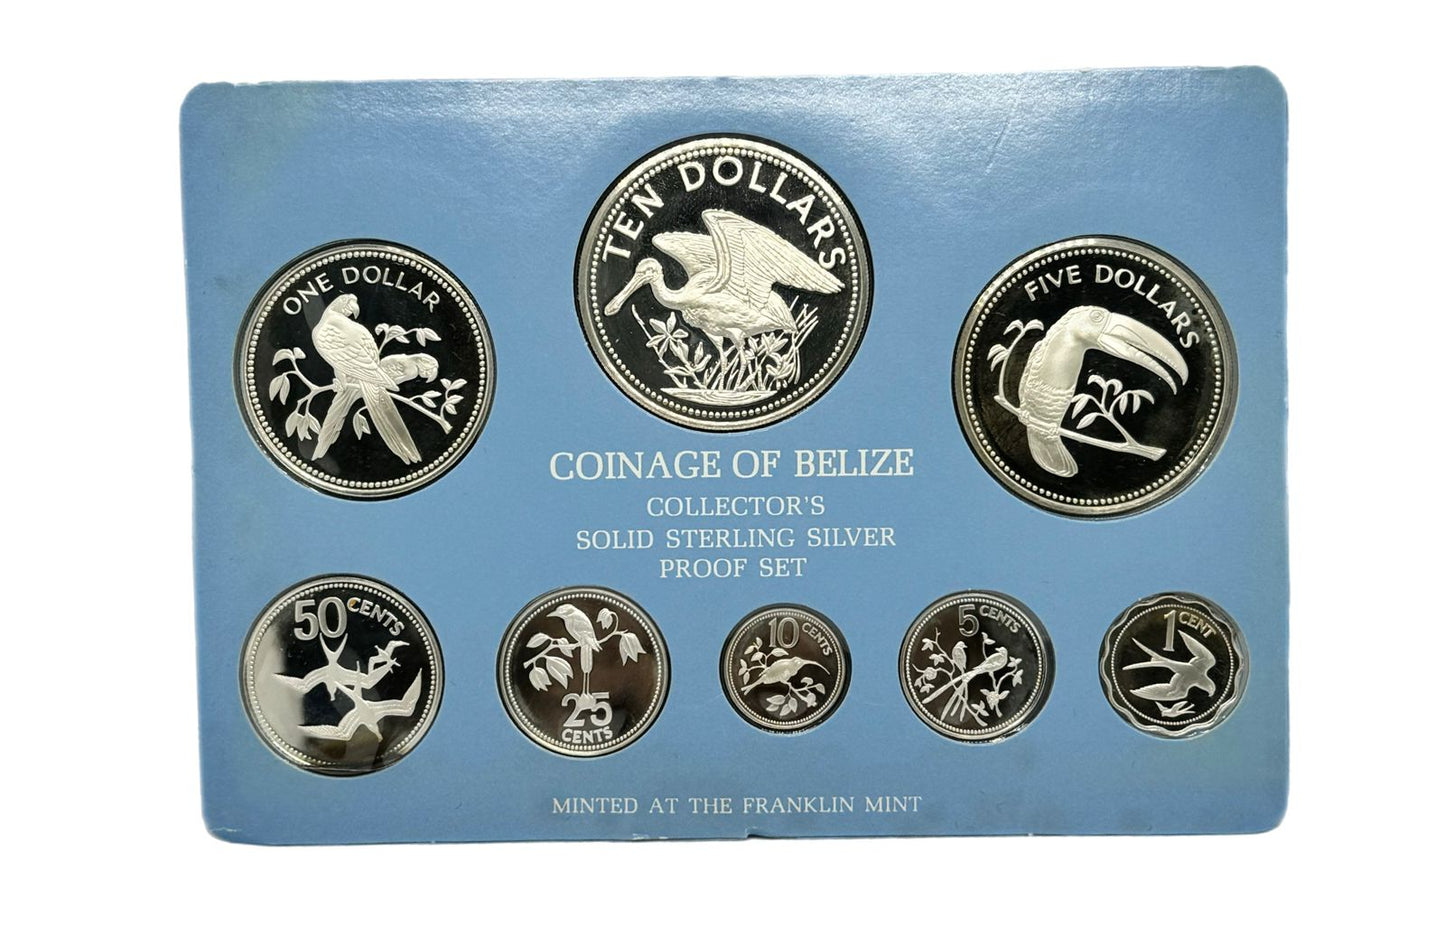 TEN DOLLARS
ONE DOLLAR
FIVE DOLLARS
COINAGE OF BELIZE
COLLECTOR'S
SOLID STERLING SILVER
PROOF SET
50 CENTS
25
CENTS
10 CENTS
5 CENTS
1 CENT
MINTED AT THE FRANKLIN MINT